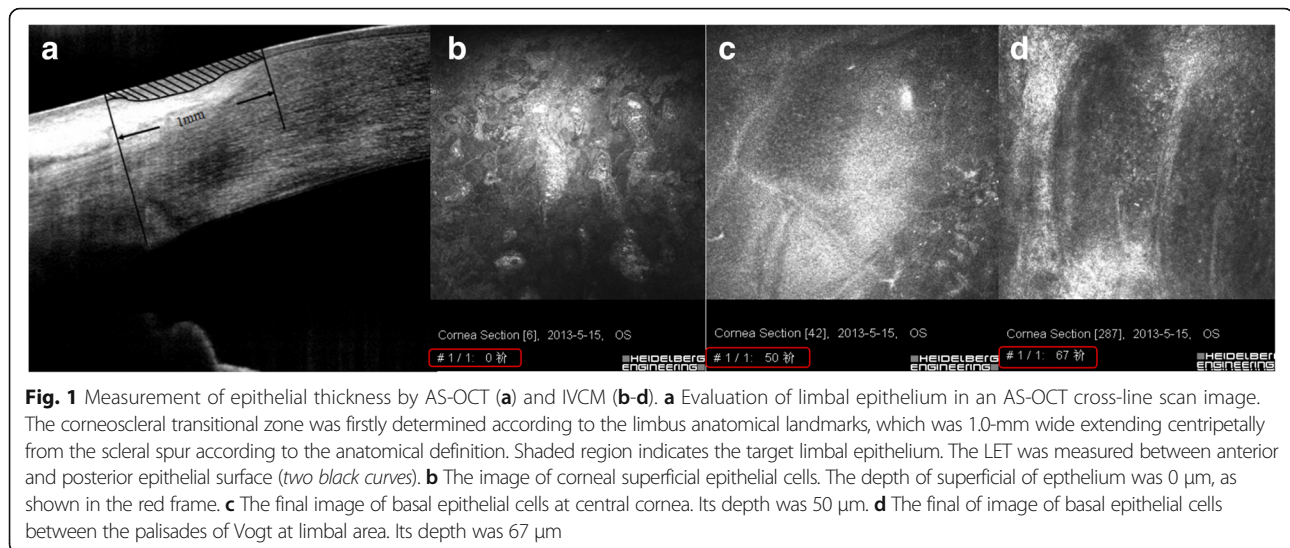 a
b
c
d
1mm
Cornea Section [6], 2013-5-15, OS
# 1 / 1: 0 祄
HEIDELBERG
ENGINEERING
Cornea Section [42], 2013-5-15, OS
# 1 / 1: 50 祄
HEIDELBERG
ENGINEERING
Cornea Section [287], 2013-5-15, OS
# 1 / 1: 67 祄
HEIDELBERG
ENGINEERING
Fig. 1 Measurement of epithelial thickness by AS-OCT (a) and IVCM (b-d). a Evaluation of limbal epithelium in an AS-OCT cross-line scan image.
The corneoscleral transitional zone was firstly determined according to the limbus anatomical landmarks, which was 1.0-mm wide extending centripetally
from the scleral spur according to the anatomical definition. Shaded region indicates the target limbal epithelium. The LET was measured between anterior
and posterior epithelial surface (two black curves). b The image of corneal superficial epithelial cells. The depth of superficial of epthelium was 0 μm, as
shown in the red frame. c The final image of basal epithelial cells at central cornea. Its depth was 50 μm. d The final of image of basal epithelial cells
between the palisades of Vogt at limbal area. Its depth was 67 μm